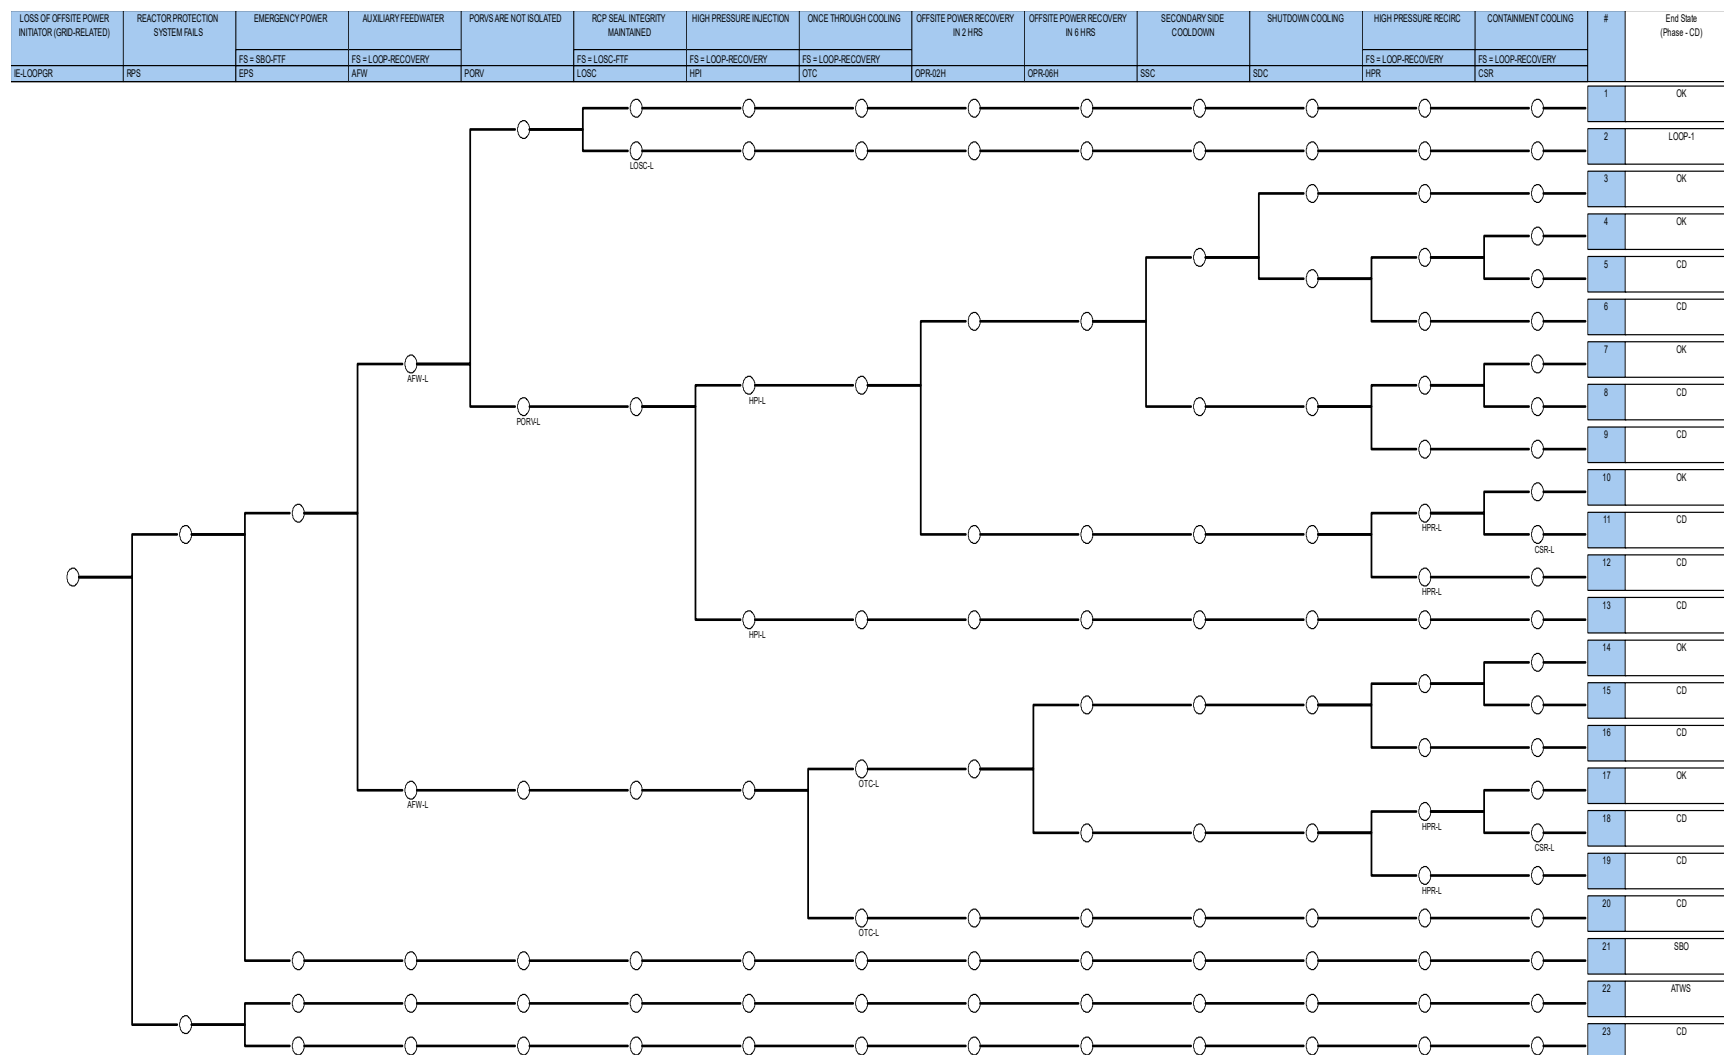 LOSS OF OFFSITE POWER
INITIATOR (GRID-RELATED)
REACTOR PROTECTION
SYSTEM FAILS
EMERGENCY POWER
AUXILIARY FEEDWATER
PORVS ARE NOT ISOLATED
RCP SEAL INTEGRITY
MAINTAINED
HIGH PRESSURE INJECTION
ONCE THROUGH COOLING
OFFSITE POWER RECOVERY
IN 2 HRS
OFFSITE POWER RECOVERY
IN 6 HRS
SECONDARY SIDE
COOLDOWN
SHUTDOWN COOLING
HIGH PRESSURE RECIRC
CONTAINMENT COOLING
#
End State
(Phase - CD)
FS = SBO-FTF
FS = LOOP-RECOVERY
FS = LOSC-FTF
FS = LOOP-RECOVERY
FS = LOOP-RECOVERY
FS = LOOP-RECOVERY
FS = LOOP-RECOVERY
IE-LOOPGR
RPS
EPS
AFW
PORV
LOSC
HPI
OTC
OPR-02H
OPR-06H
SSC
SDC
HPR
CSR
1 OK
2 LOOP-1
LOSC-L
3 OK
4 OK
5 CD
6 CD
7 OK
AFW-L
8 CD
HPI-L
PORV-L
9 CD
10 OK
11 CD
HPR-L
CSR-L
12 CD
HPR-L
13 CD
HPI-L
14 OK
15 CD
16 CD
17 OK
OTC-L
AFW-L
18 CD
HPR-L
CSR-L
19 CD
HPR-L
20 CD
OTC-L
21 SBO
22 ATWS
23 CD